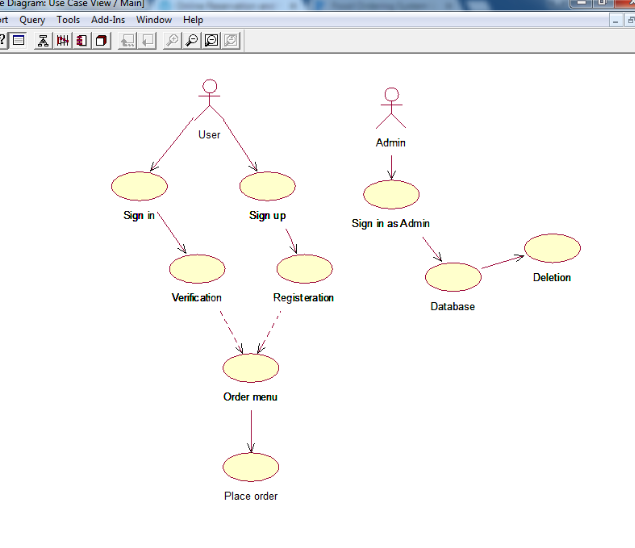 e Diagram: Use Case View / Main]
ort Query Tools Add-Ins Window Help
User
Admin
Sign in
Sign up
Sign in as Admin
Verification
Registeration
Deletion
Database
Order menu
Place order